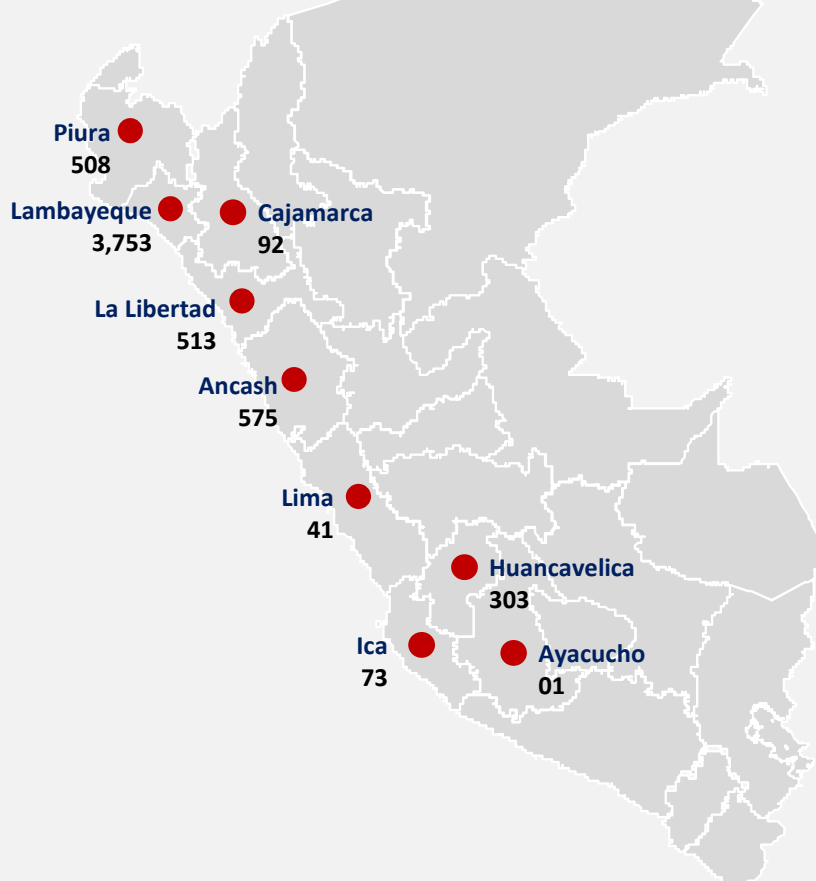 Piura
508
Lambayeque
3,753
Cajamarca
92
La Libertad
513
Ancash
575
Lima
41
Huancavelica
303
Ica
73
Ayacucho
01